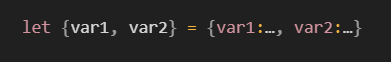 let {var1, var2} = {var1:…, var2:…}